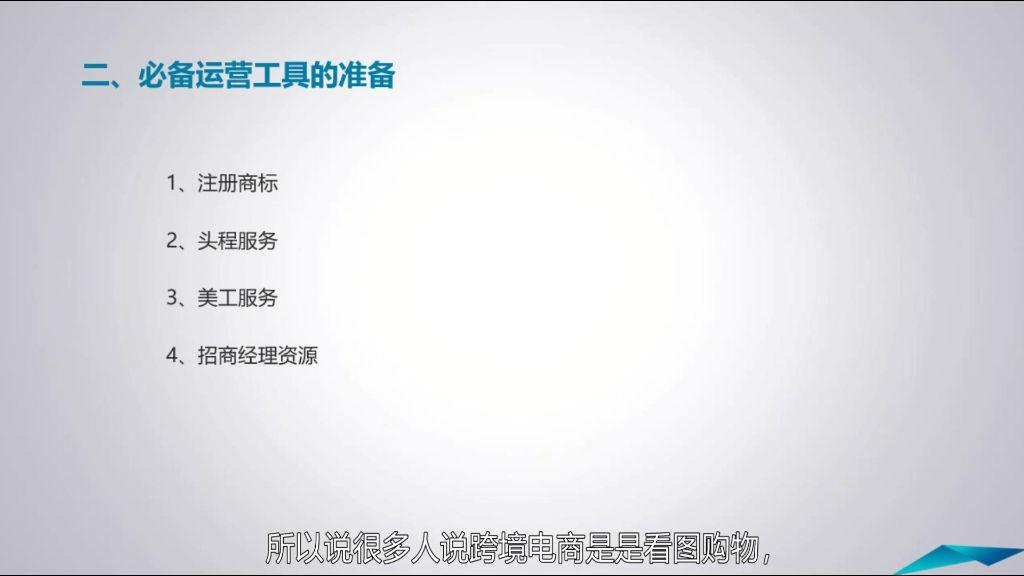 二、必备运营工具的准备
1、注册商标
2、头程服务
3、美工服务
4、招商经理资源
所以说很多人说跨境电商是是看图购物，